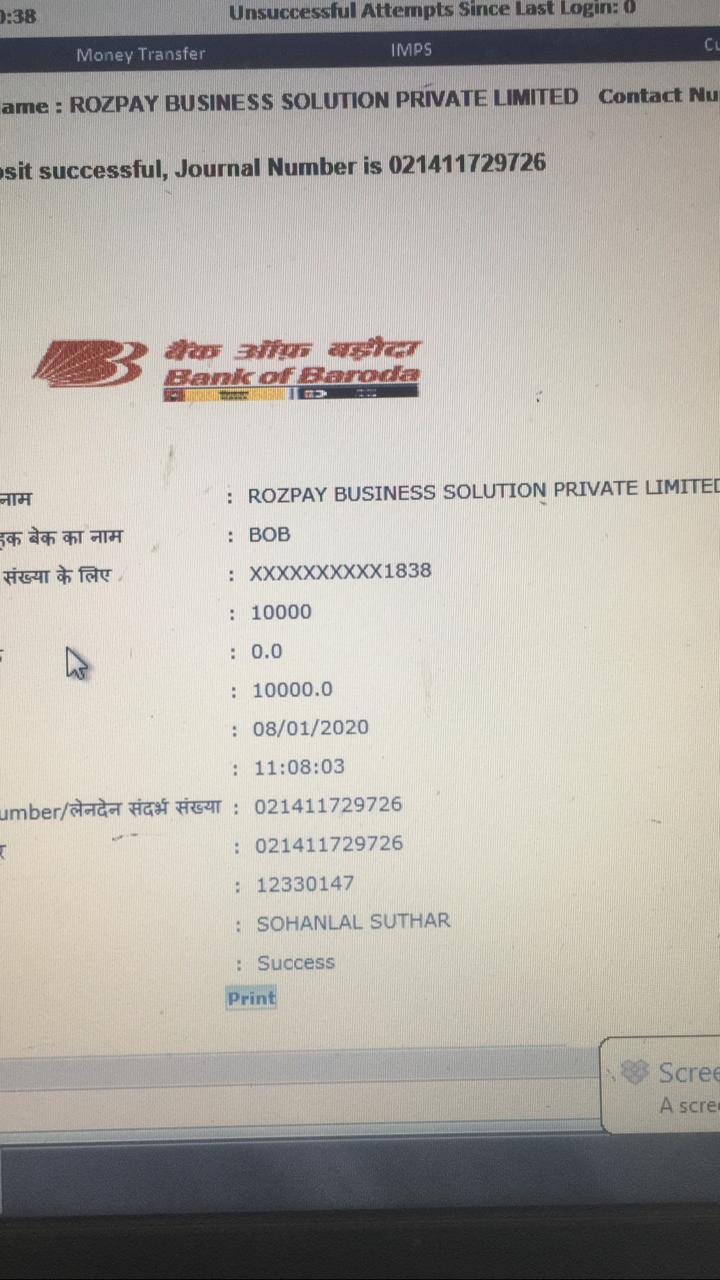 0:38 Unsuccessful Attempts Since Last Login: 0
Money Transfer IMPS
ame : ROZPAY BUSINESS SOLUTION PRIVATE LIMITED Contact Nu
sit successful, Journal Number is 021411729726
बैंक ऑफ़ बड़ौदा
Bank of Baroda
नाम : ROZPAY BUSINESS SOLUTION PRIVATE LIMITED
हक बेक का नाम : BOB
संख्या के लिए : XXXXXXXXXX1838
: 10000
: 0.0
: 10000.0
: 08/01/2020
: 11:08:03
umber/लेनदेन संदर्भ संख्या : 021411729726
र : 021411729726
: 12330147
: SOHANLAL SUTHAR
: Success
Print
Scree
A scre